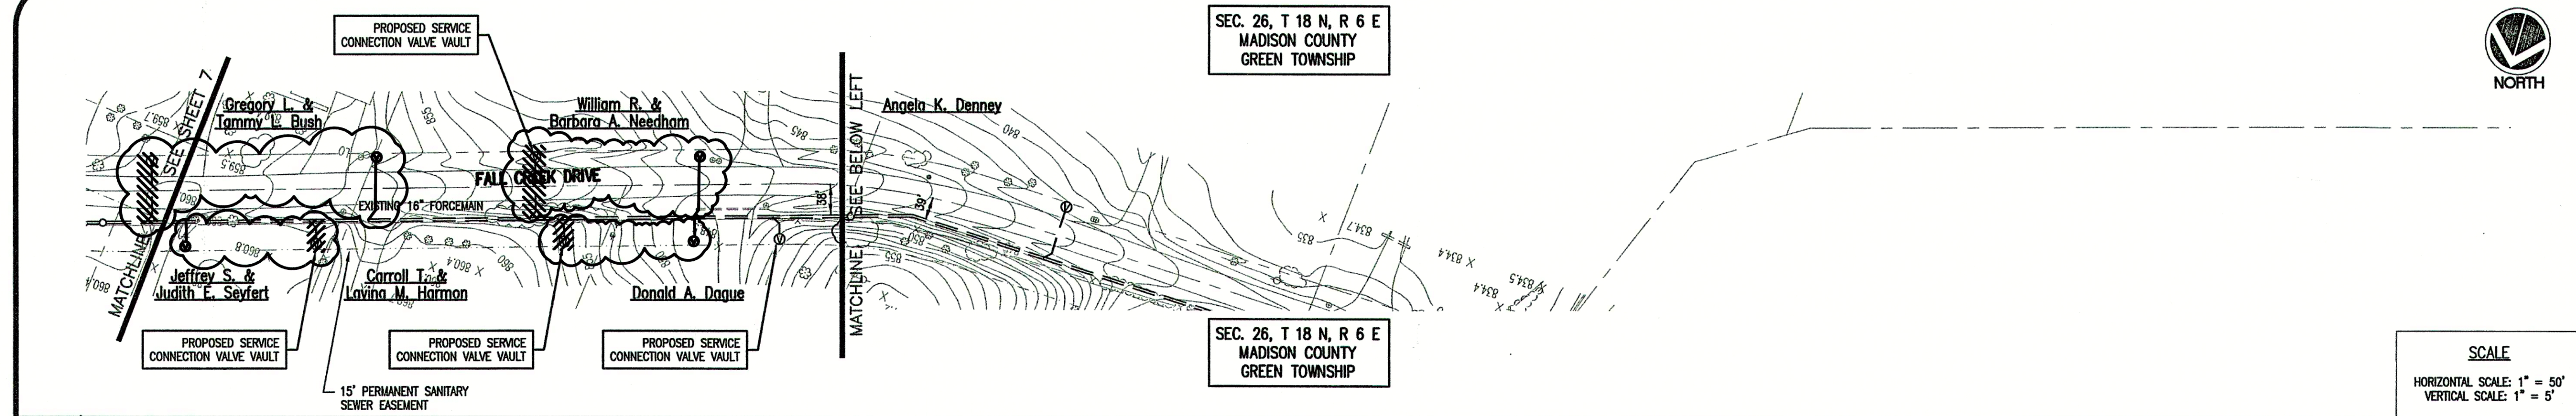 PROPOSED SERVICE
CONNECTION VALVE VAULT
SEC. 26, T 18 N, R 6 E
MADISON COUNTY
GREEN TOWNSHIP
NORTH
MATCHLINE SEE SHEET 7
Gregory L. &
Tammy L. Bush
William R. &
Barbara A. Needham
MATCHLINE SEE BELOW LEFT
Angela K. Denney
859.7
855
845
840
859.5
FALL CREEK DRIVE
860
EXISTING 16" FORCEMAIN
38'
39'
835
834.7
834.4
834.5
834.4
860.8
860.4
860
850
855
Jeffrey S. &
Judith E. Seyfert
Carroll T. &
Lavina M. Harmon
Donald A. Dague
PROPOSED SERVICE
CONNECTION VALVE VAULT
PROPOSED SERVICE
CONNECTION VALVE VAULT
PROPOSED SERVICE
CONNECTION VALVE VAULT
SEC. 26, T 18 N, R 6 E
MADISON COUNTY
GREEN TOWNSHIP
15' PERMANENT SANITARY
SEWER EASEMENT
SCALE
HORIZONTAL SCALE: 1" = 50'
VERTICAL SCALE: 1" = 5'